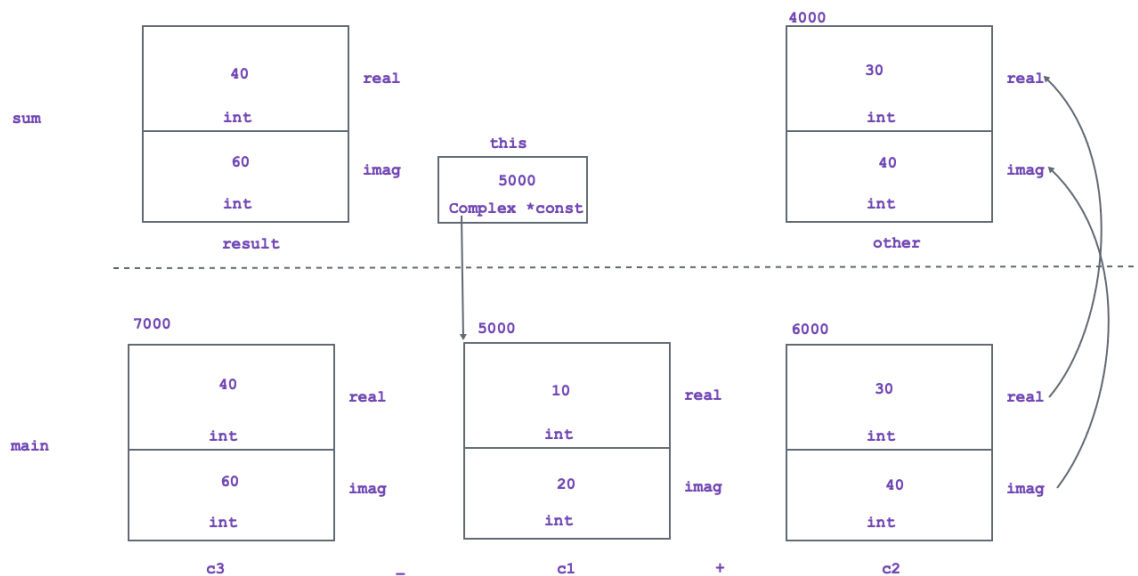 4000
40
30
real
real
int
int
sum
this
60
40
imag
imag
5000
int
int
Complex *const
result
other
7000
5000
6000
40
10
30
real
real
real
int
int
int
main
60
20
40
imag
imag
imag
int
int
int
c3 _ c1 + c2